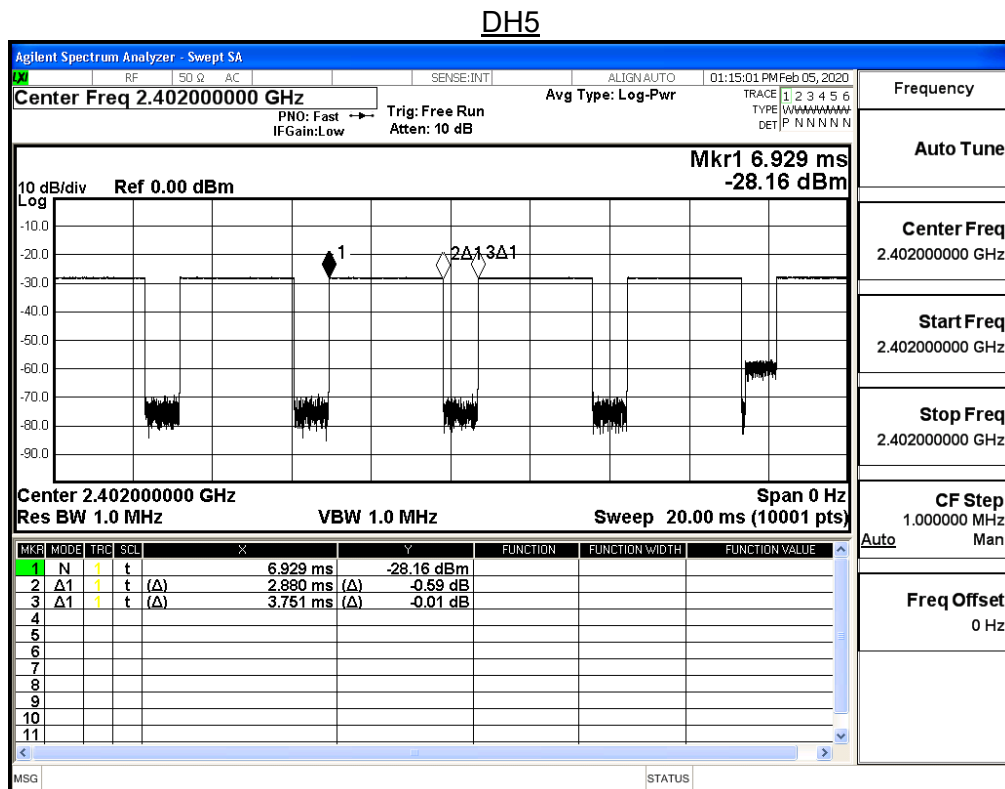 DH5
Agilent Spectrum Analyzer - Swept SA
LXI RF 50 Ω AC SENSE:INT ALIGN AUTO 01:15:01 PM Feb 05, 2020
Center Freq 2.402000000 GHz
PNO: Fast
IFGain:Low
Trig: Free Run
Atten: 10 dB
Avg Type: Log-Pwr
TRACE 1 2 3 4 5 6
TYPE WWWWWW
DET P N N N N N
Mkr1 6.929 ms
-28.16 dBm
10 dB/div Ref 0.00 dBm
Log
-10.0
-20.0
-30.0
-40.0
-50.0
-60.0
-70.0
-80.0
-90.0
1
2Δ1
3Δ1
Center 2.402000000 GHz Span 0 Hz
Res BW 1.0 MHz VBW 1.0 MHz Sweep 20.00 ms (10001 pts)
MKR MODE TRC SCL X Y FUNCTION FUNCTION WIDTH FUNCTION VALUE
1 N 1 t 6.929 ms -28.16 dBm
2 Δ1 1 t (Δ) 2.880 ms (Δ) -0.59 dB
3 Δ1 1 t (Δ) 3.751 ms (Δ) -0.01 dB
4
5
6
7
8
9
10
11
MSG STATUS
Frequency
Auto Tune
Center Freq
2.402000000 GHz
Start Freq
2.402000000 GHz
Stop Freq
2.402000000 GHz
CF Step
1.000000 MHz
Auto Man
Freq Offset
0 Hz